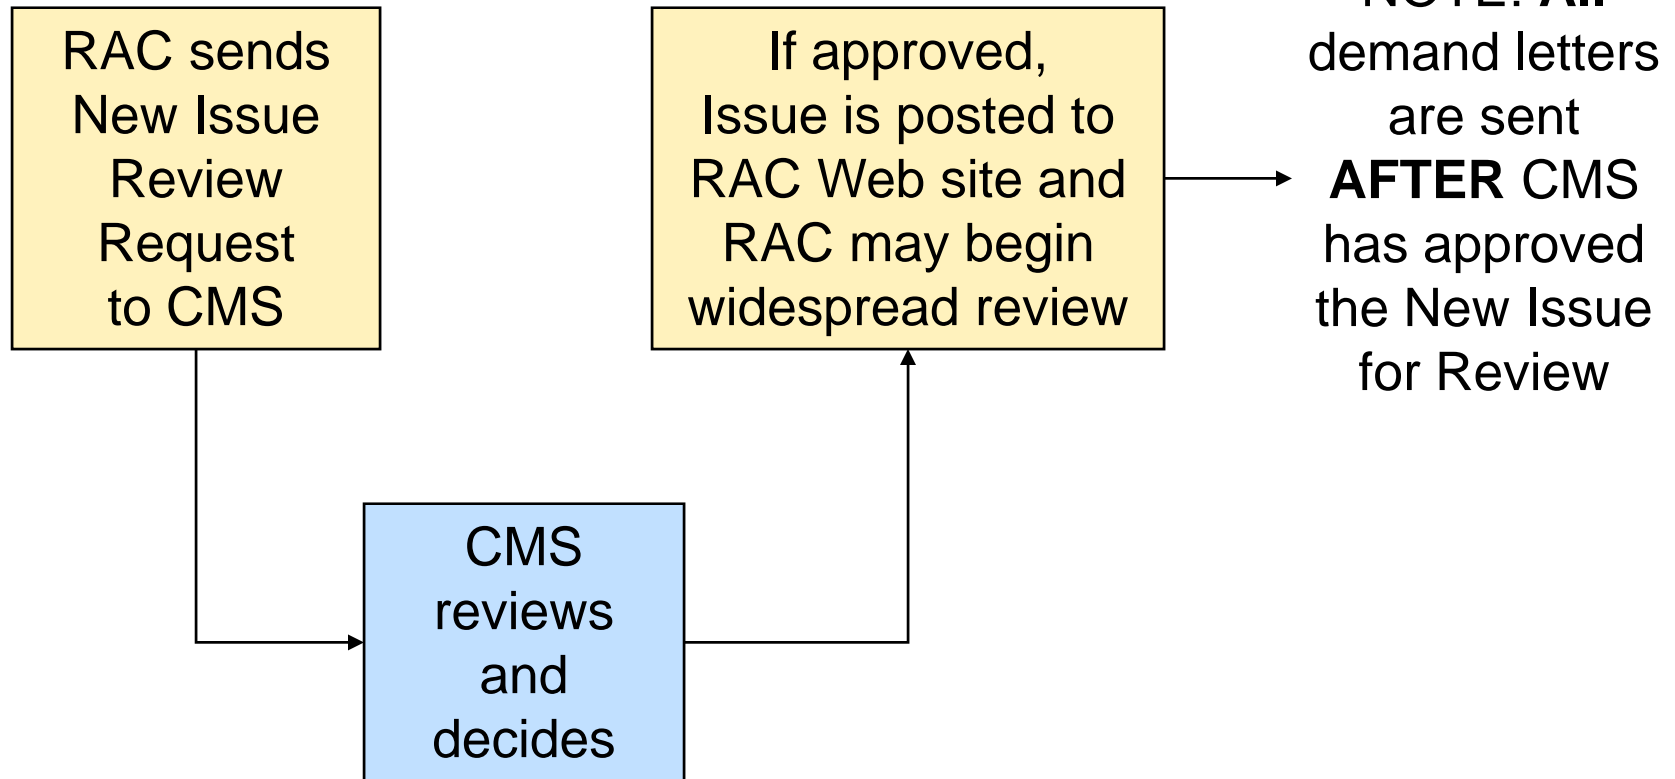 RAC sends
New Issue
Review
Request
to CMS
If approved,
Issue is posted to
RAC Web site and
RAC may begin
widespread review
NOTE: All
demand letters
are sent
AFTER CMS
has approved
the New Issue
for Review
CMS
reviews
and
decides